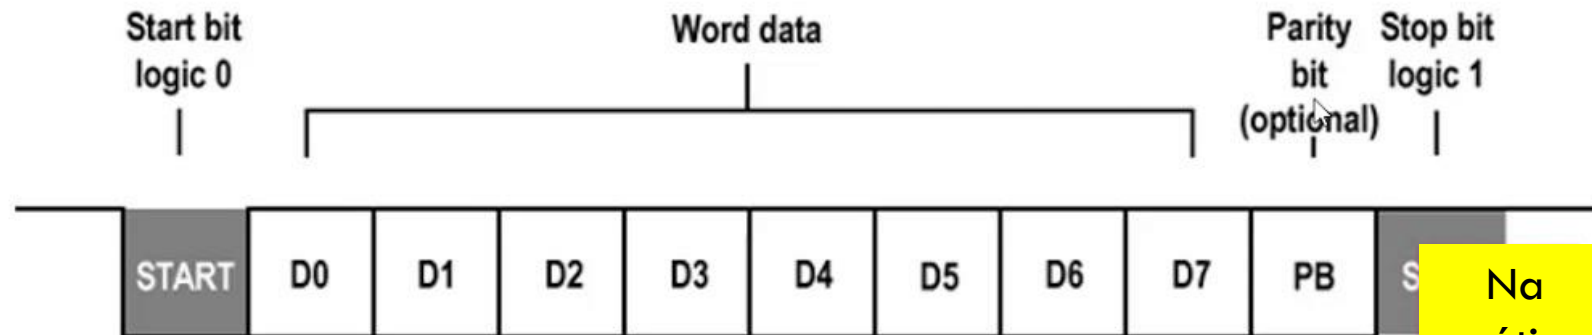 Start bit
logic 0
Word data
Parity
bit
(optional)
Stop bit
logic 1
START
D0
D1
D2
D3
D4
D5
D6
D7
PB
Na